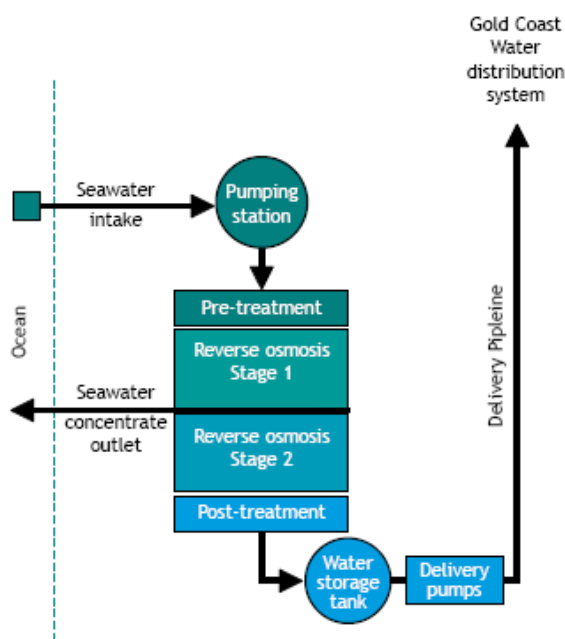 Gold Coast
Water
distribution
system
Seawater
intake
Pumping
station
Pre-treatment
Ocean
Reverse osmosis
Stage 1
Seawater
concentrate
outlet
Reverse osmosis
Stage 2
Delivery Pipleine
Post-treatment
Water
storage
tank
Delivery
pumps